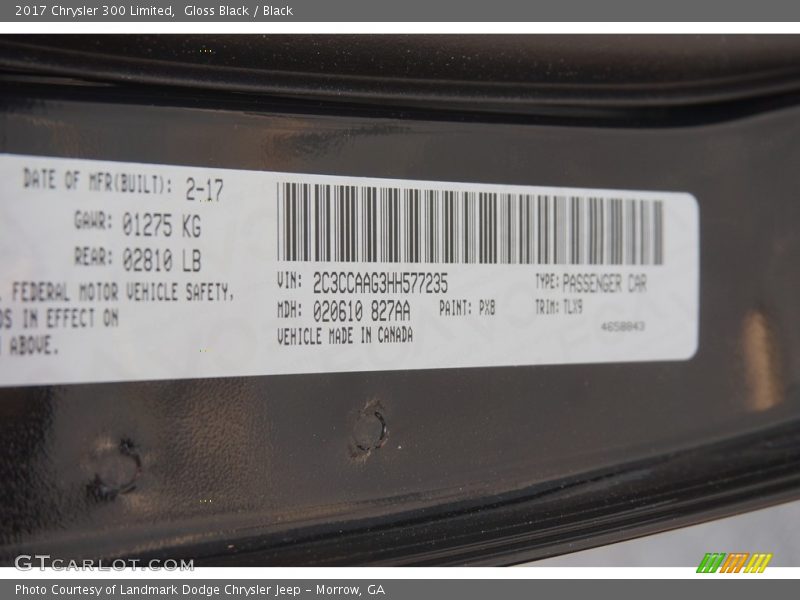 2017 Chrysler 300 Limited, Gloss Black / Black
DATE OF MFR(BUILT): 2-17
GAWR: 01275 KG
REAR: 02810 LB
FEDERAL MOTOR VEHICLE SAFETY,
DS IN EFFECT ON
ABOVE.
VIN: 2C3CCAAG3HH577235
TYPE: PASSENGER CAR
MDH: 020610 827AA
PAINT: PX8
TRIM: TLX9
VEHICLE MADE IN CANADA
4658843
GTCARLOT.COM
Photo Courtesy of Landmark Dodge Chrysler Jeep – Morrow, GA